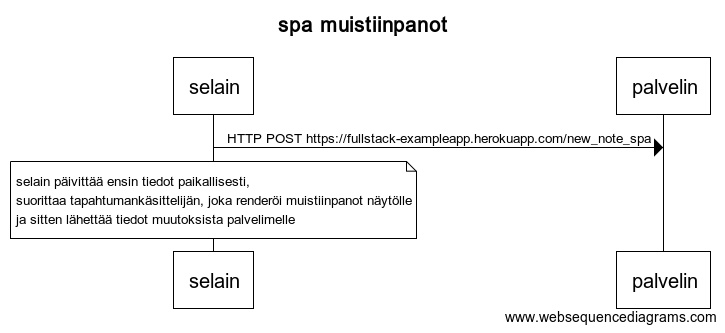 spa muistiinpanot
selain
palvelin
HTTP POST https://fullstack-exampleapp.herokuapp.com/new_note_spa
selain päivittää ensin tiedot paikallisesti,
suorittaa tapahtumankäsittelijän, joka renderöi muistiinpanot näytölle
ja sitten lähettää tiedot muutoksista palvelimelle
selain
palvelin
www.websequencediagrams.com